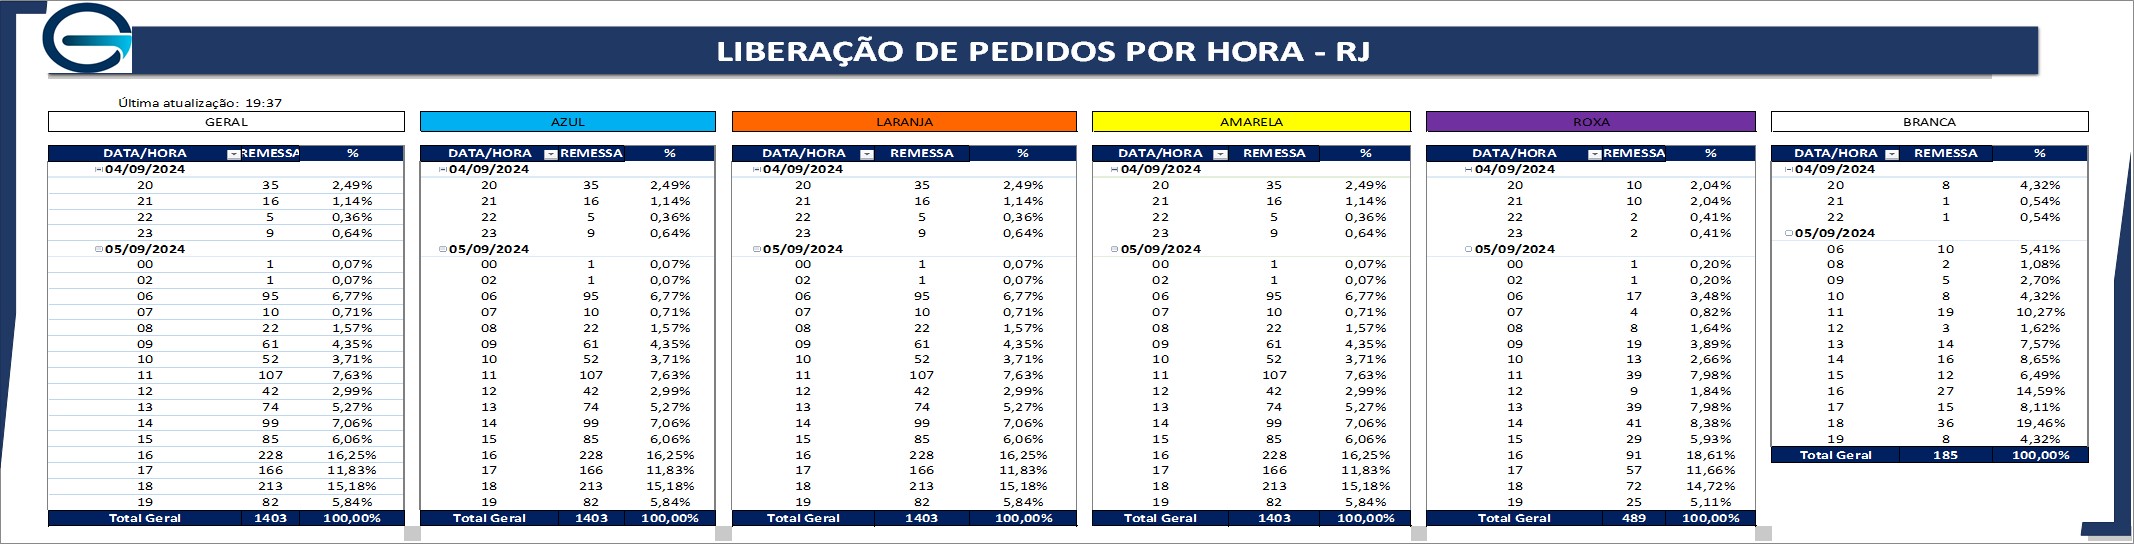 LIBERAÇÃO DE PEDIDOS POR HORA - RJ
Última atualização: 19:37
GERAL AZUL LARANJA AMARELA ROXA BRANCA
DATA/HORA REMESSA % DATA/HORA REMESSA % DATA/HORA REMESSA % DATA/HORA REMESSA % DATA/HORA REMESSA % DATA/HORA REMESSA %
04/09/2024 04/09/2024 04/09/2024 04/09/2024 04/09/2024 04/09/2024
20 35 2,49% 20 35 2,49% 20 35 2,49% 20 35 2,49% 20 10 2,04% 20 8 4,32%
21 16 1,14% 21 16 1,14% 21 16 1,14% 21 16 1,14% 21 10 2,04% 21 1 0,54%
22 5 0,36% 22 5 0,36% 22 5 0,36% 22 5 0,36% 22 2 0,41% 22 1 0,54%
23 9 0,64% 23 9 0,64% 23 9 0,64% 23 9 0,64% 23 2 0,41% 05/09/2024
05/09/2024 05/09/2024 05/09/2024 05/09/2024 05/09/2024 06 10 5,41%
00 1 0,07% 00 1 0,07% 00 1 0,07% 00 1 0,07% 00 1 0,20% 08 2 1,08%
02 1 0,07% 02 1 0,07% 02 1 0,07% 02 1 0,07% 02 1 0,20% 09 5 2,70%
06 95 6,77% 06 95 6,77% 06 95 6,77% 06 95 6,77% 06 17 3,48% 10 8 4,32%
07 10 0,71% 07 10 0,71% 07 10 0,71% 07 10 0,71% 07 4 0,82% 11 19 10,27%
08 22 1,57% 08 22 1,57% 08 22 1,57% 08 22 1,57% 08 8 1,64% 12 3 1,62%
09 61 4,35% 09 61 4,35% 09 61 4,35% 09 61 4,35% 09 19 3,89% 13 14 7,57%
10 52 3,71% 10 52 3,71% 10 52 3,71% 10 52 3,71% 10 13 2,66% 14 16 8,65%
11 107 7,63% 11 107 7,63% 11 107 7,63% 11 107 7,63% 11 39 7,98% 15 12 6,49%
12 42 2,99% 12 42 2,99% 12 42 2,99% 12 42 2,99% 12 9 1,84% 16 27 14,59%
13 74 5,27% 13 74 5,27% 13 74 5,27% 13 74 5,27% 13 39 7,98% 17 15 8,11%
14 99 7,06% 14 99 7,06% 14 99 7,06% 14 99 7,06% 14 41 8,38% 18 36 19,46%
15 85 6,06% 15 85 6,06% 15 85 6,06% 15 85 6,06% 15 29 5,93% 19 8 4,32%
16 228 16,25% 16 228 16,25% 16 228 16,25% 16 228 16,25% 16 91 18,61% Total Geral 185 100,00%
17 166 11,83% 17 166 11,83% 17 166 11,83% 17 166 11,83% 17 57 11,66%
18 213 15,18% 18 213 15,18% 18 213 15,18% 18 213 15,18% 18 72 14,72%
19 82 5,84% 19 82 5,84% 19 82 5,84% 19 82 5,84% 19 25 5,11%
Total Geral 1403 100,00% Total Geral 1403 100,00% Total Geral 1403 100,00% Total Geral 1403 100,00% Total Geral 489 100,00%